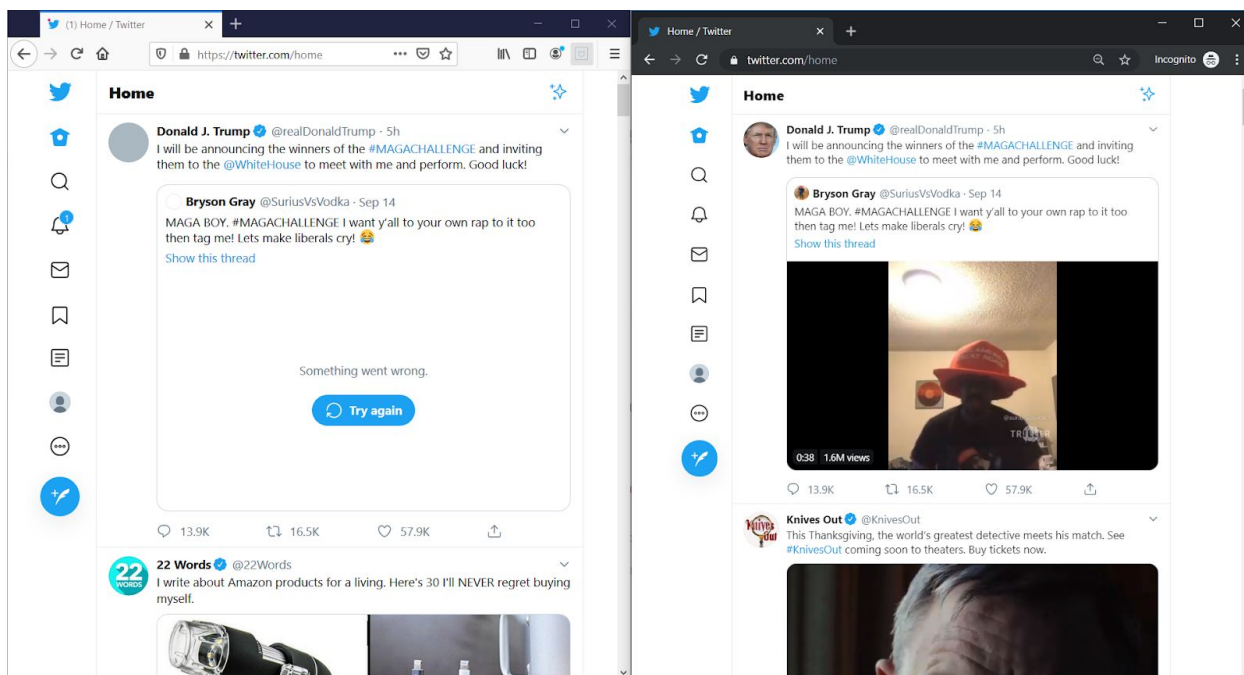 (1) Home / Twitter
https://twitter.com/home
Home
Donald J. Trump @realDonaldTrump · 5h
I will be announcing the winners of the #MAGACHALLENGE and inviting
them to the @WhiteHouse to meet with me and perform. Good luck!
Bryson Gray @SuriusVsVodka · Sep 14
MAGA BOY. #MAGACHALLENGE I want y'all to your own rap to it too
then tag me! Lets make liberals cry! 😂
Show this thread
1
Something went wrong.
Try again
13.9K 16.5K 57.9K
22 Words @22Words
22
WORDS
I write about Amazon products for a living. Here's 30 I'll NEVER regret buying
myself.
Home / Twitter
twitter.com/home
Incognito
Home
Donald J. Trump @realDonaldTrump · 5h
I will be announcing the winners of the #MAGACHALLENGE and inviting
them to the @WhiteHouse to meet with me and perform. Good luck!
Bryson Gray @SuriusVsVodka · Sep 14
MAGA BOY. #MAGACHALLENGE I want y'all to your own rap to it too
then tag me! Lets make liberals cry! 😂
Show this thread
0:38 1.6M views
13.9K 16.5K 57.9K
Knives Out @KnivesOut
Knives
Out
This Thanksgiving, the world's greatest detective meets his match. See
#KnivesOut coming soon to theaters. Buy tickets now.